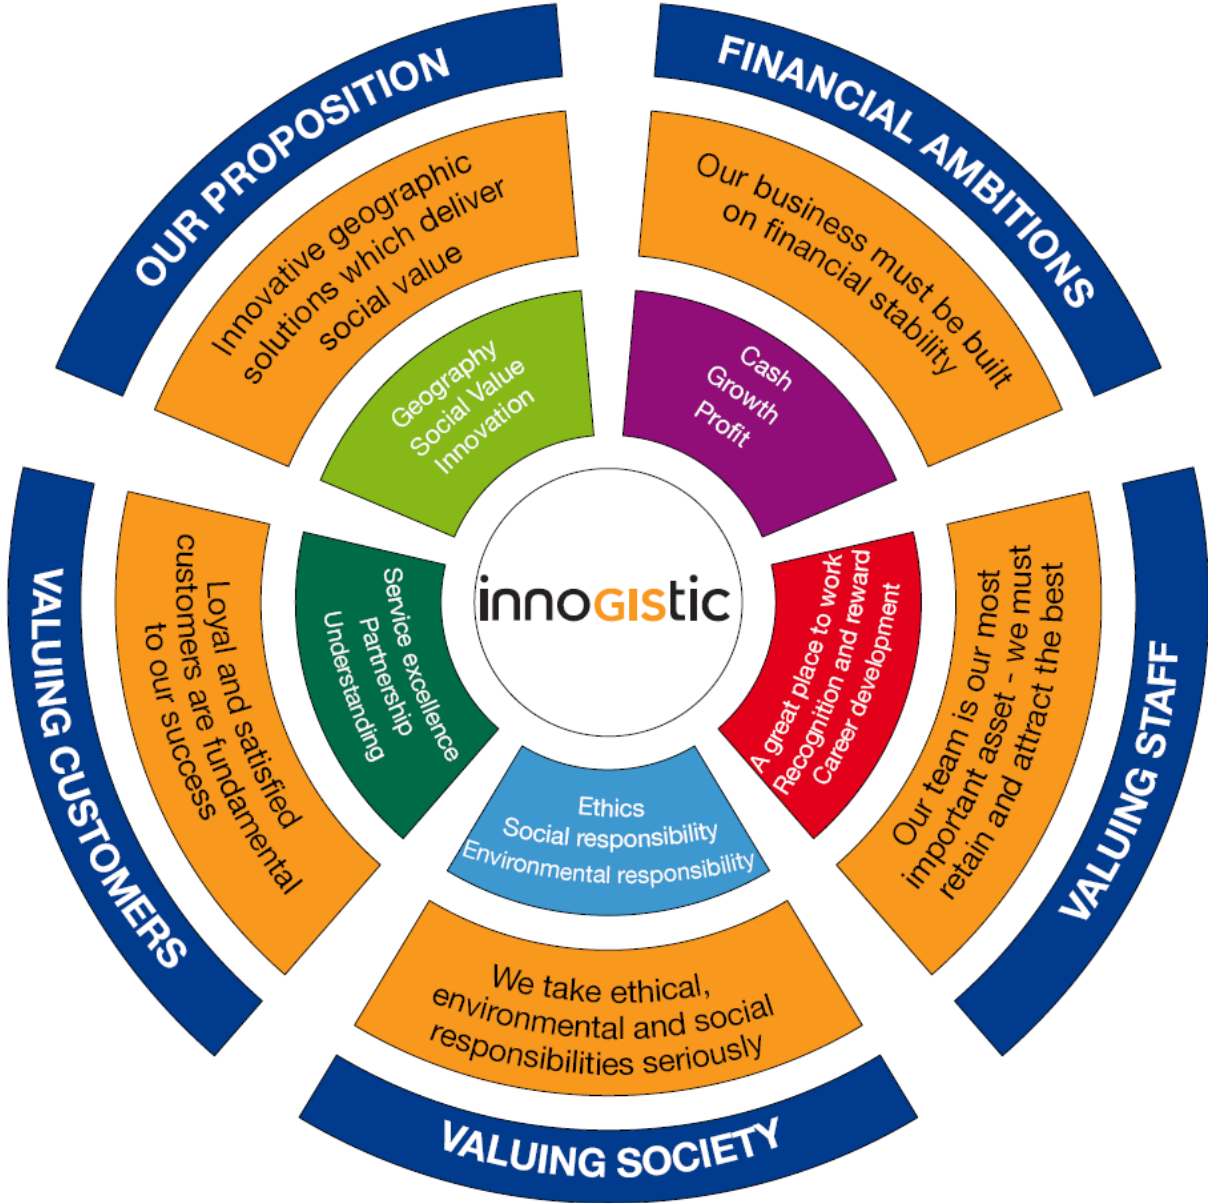 OUR PROPOSITION
Innovative geographic
solutions which deliver
social value
Geography
Social Value
Innovation
FINANCIAL AMBITIONS
Our business must be built
on financial stability
Cash
Growth
Profit
VALUING STAFF
Our team is our most
important asset - we must
retain and attract the best
A great place to work
Recognition and reward
Career development
VALUING SOCIETY
We take ethical,
environmental and social
responsibilities seriously
Ethics
Social responsibility
Environmental responsibility
VALUING CUSTOMERS
Loyal and satisfied
customers are fundamental
to our success
Service excellence
Partnership
Understanding
innoGIStic